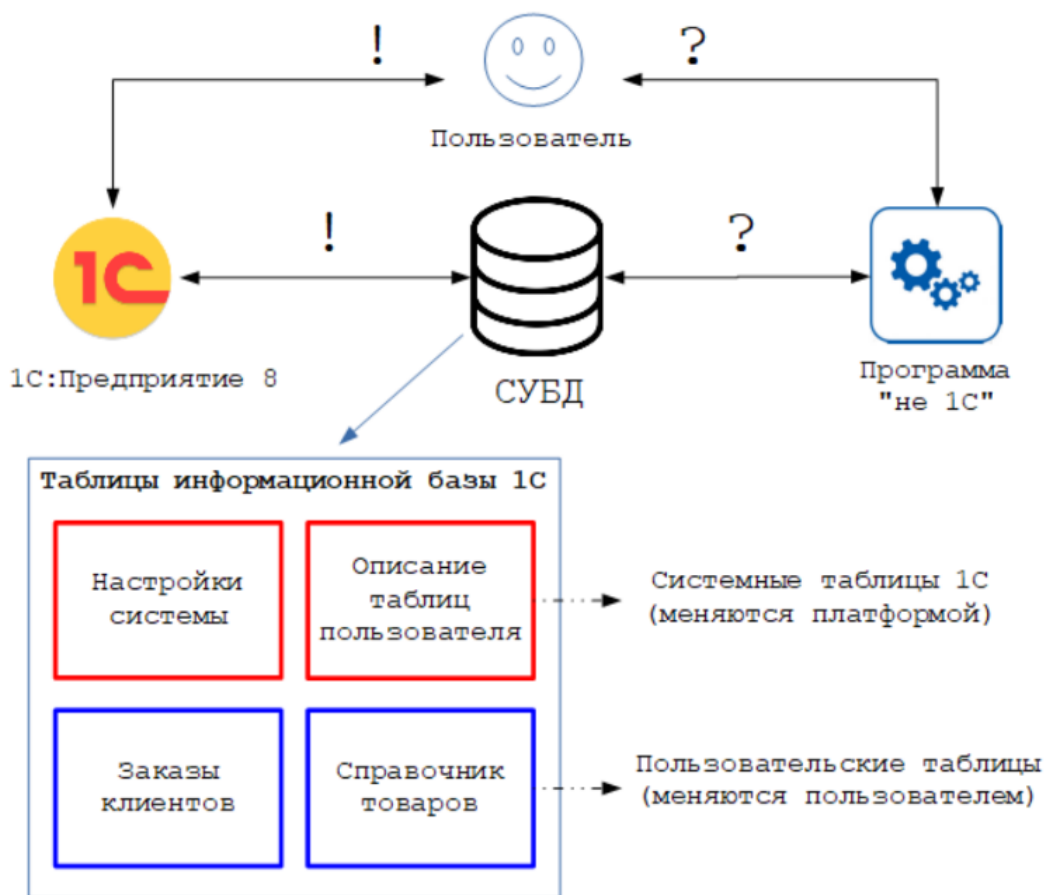 !
?
Пользователь
!
?
1С
1С:Предприятие 8
СУБД
Программа
"не 1С"
Таблицы информационной базы 1С
Настройки
системы
Описание
таблиц
пользователя
Системные таблицы 1С
(меняются платформой)
Заказы
клиентов
Справочник
товаров
Пользовательские таблицы
(меняются пользователем)